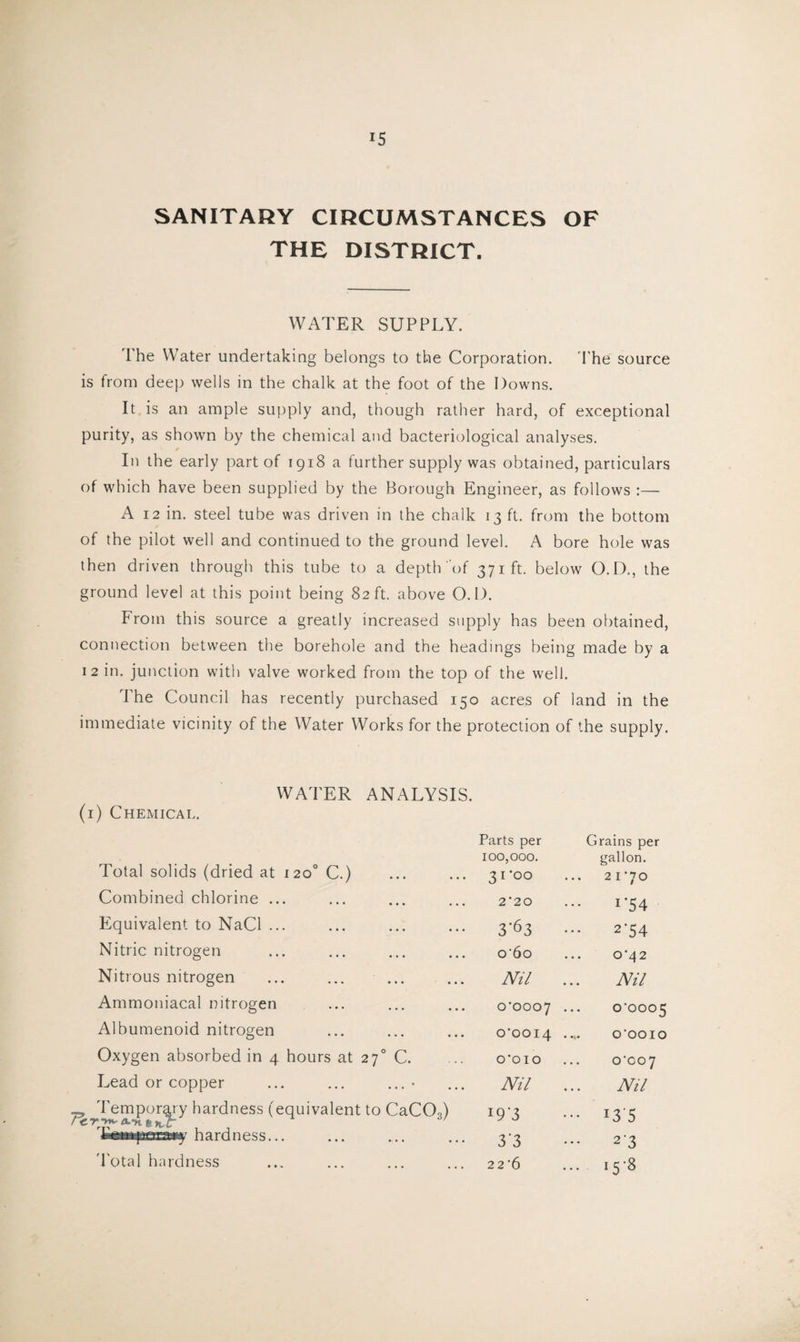 15
SANITARY CIRCUMSTANCES OF
THE DISTRICT.
WATER SUPPLY.
The Water undertaking belongs to the Corporation. The source
is from deep wells in the chalk at the foot of the Downs.
It is an ample supply and, though rather hard, of exceptional
purity, as shown by the chemical and bacteriological analyses.
In the early part of 1918 a further supply was obtained, particulars
of which have been supplied by the Borough Engineer, as follows :—
A 12 in. steel tube was driven in the chalk 13 ft. from the bottom
of the pilot well and continued to the ground level. A bore hole was
then driven through this tube to a depth of 371 ft. below O.D., the
ground level at this point being 82 ft. above O.D.
From this source a greatly increased supply has been obtained,
connection between the borehole and the headings being made by a
12 in. junction with valve worked from the top of the well.
The Council has recently purchased 150 acres of land in the
immediate vicinity of the Water Works for the protection of the supply.
WATER ANALYSIS.
(1) CHEMICAL.
Parts per Grains per
100,000. gallon.
Total solids (dried at 120° C.) ... ... 31·00 ... 21·70
Combined chlorine ... ... ... ... 2·20 ... 1·54
Equivalent to NaCl ... ... ... ... 3·63 ... 2·54
Nitric nitrogen ... ... ... ... 0·60 ... 0·42
Nitrous nitrogen ... ... ... ... Nil ... Nil
Ammoniacal nitrogen ... ... ... 0·0007 ... 0·0005
Albumenoid nitrogen ... ... ... 0·0014 ... 0·0010
Oxygen absorbed in 4 hours at 27° C. ... 0·010 ... 0·007
Lead or copper ... ... ... ... Nil ... Nil
Temporary hardness (equivalent to CaCO₃) 19·3 ... 13·5
Permanent
Temporary hardness... ... ... ... 3·3 ... 2·3
Total hardness ... ... ... ... 22·6 ... 15·8